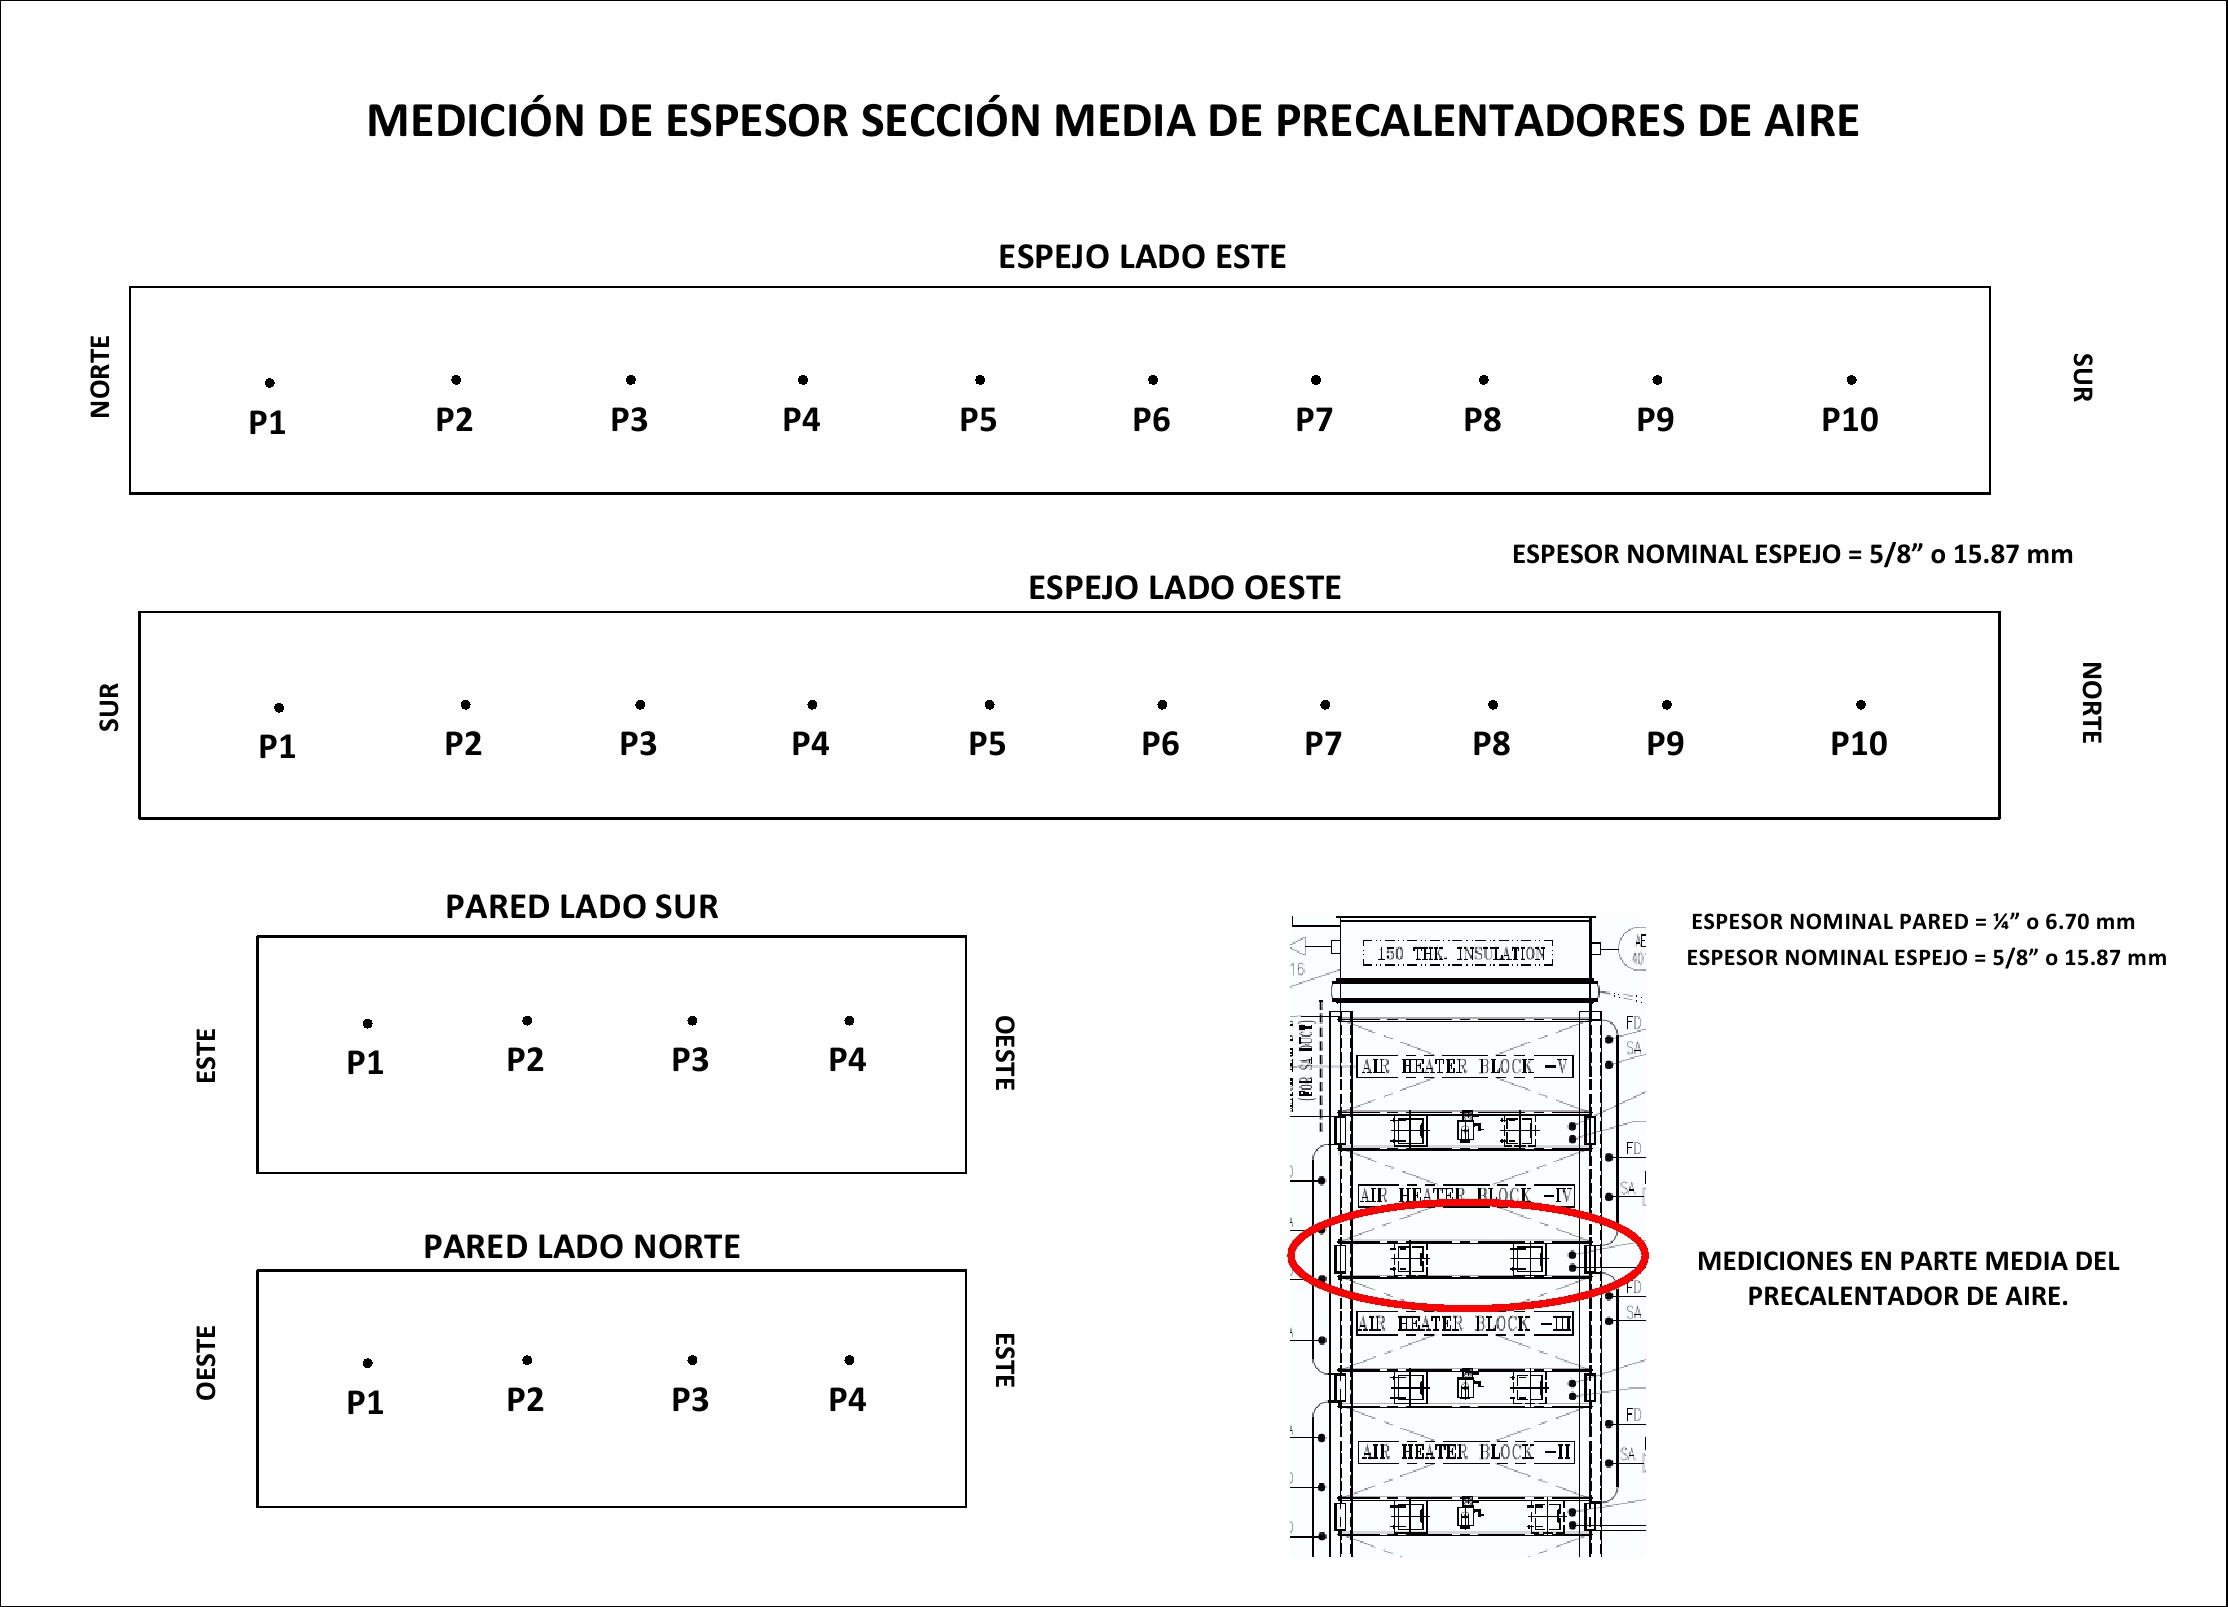 MEDICIÓN DE ESPESOR SECCIÓN MEDIA DE PRECALENTADORES DE AIRE
ESPEJO LADO ESTE
NORTE
SUR
P1 P2 P3 P4 P5 P6 P7 P8 P9 P10
ESPESOR NOMINAL ESPEJO = 5/8” o 15.87 mm
ESPEJO LADO OESTE
SUR
NORTE
P1 P2 P3 P4 P5 P6 P7 P8 P9 P10
PARED LADO SUR
ESTE
OESTE
P1 P2 P3 P4
PARED LADO NORTE
OESTE
ESTE
P1 P2 P3 P4
ESPESOR NOMINAL PARED = ¼” o 6.70 mm
ESPESOR NOMINAL ESPEJO = 5/8” o 15.87 mm
150 THK. INSULATION
16
(FOR SA DUCT)
AIR HEATER BLOCK -V
FD
SA
FD
AIR HEATER BLOCK -IV
SA
FD
AIR HEATER BLOCK -III
SA
FD
AIR HEATER BLOCK -II
SA
MEDICIONES EN PARTE MEDIA DEL
PRECALENTADOR DE AIRE.